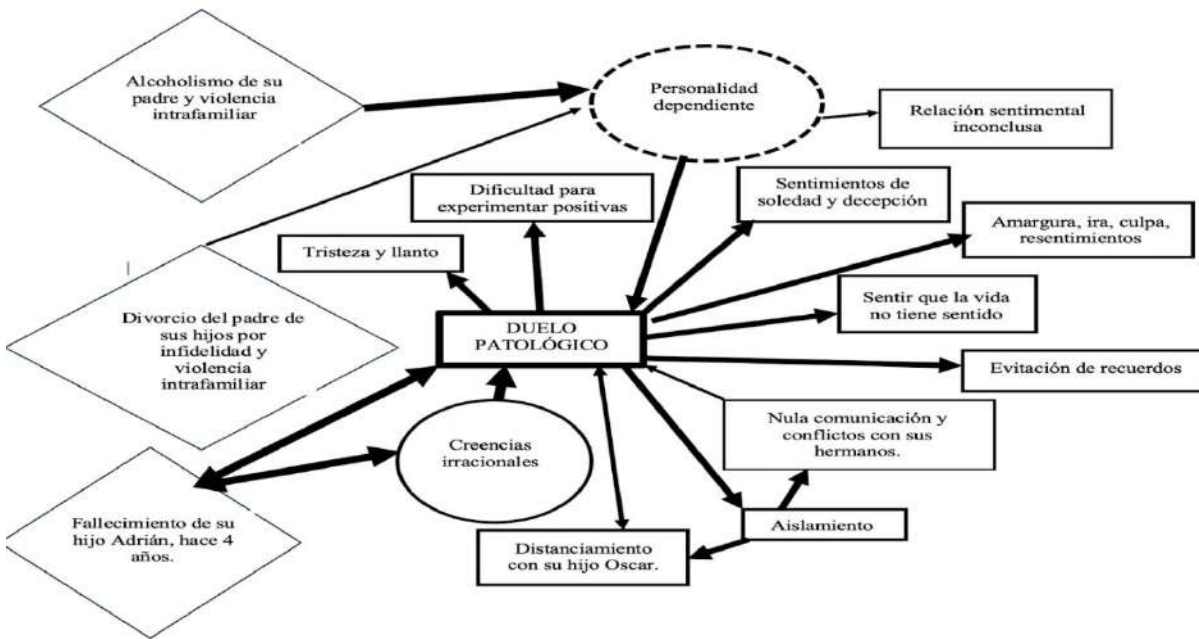 Alcoholismo de su
padre y violencia
intrafamiliar
Personalidad
dependiente
Relación sentimental
inconclusa
Dificultad para
experimentar positivas
Sentimientos de
soledad y decepción
Amargura, ira, culpa,
resentimientos
Tristeza y llanto
Divorcio del padre de
sus hijos por
infidelidad y
violencia
intrafamiliar
DUELO
PATOLÓGICO
Sentir que la vida
no tiene sentido
Evitación de recuerdos
Nula comunicación y
conflictos con sus
hermanos.
Creencias
irracionales
Fallecimiento de su
hijo Adrián, hace 4
años.
Aislamiento
Distanciamiento
con su hijo Oscar.